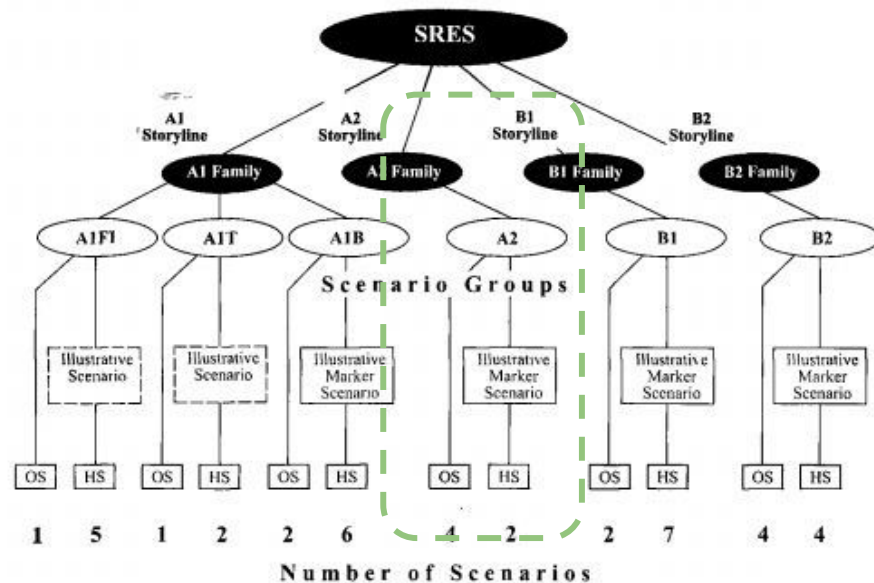 SRES
A1 Storyline
A2 Storyline
B1 Storyline
B2 Storyline
A1 Family
A2 Family
B1 Family
B2 Family
A1FI
A1T
A1B
A2
B1
B2
Scenario Groups
Illustrative Scenario
Illustrative Scenario
Illustrative Marker Scenario
Illustrative Marker Scenario
Illustrative Marker Scenario
Illustrative Marker Scenario
OS HS OS HS OS HS OS HS OS HS OS HS
1 5 1 2 2 6 4 2 2 7 4 4
Number of Scenarios